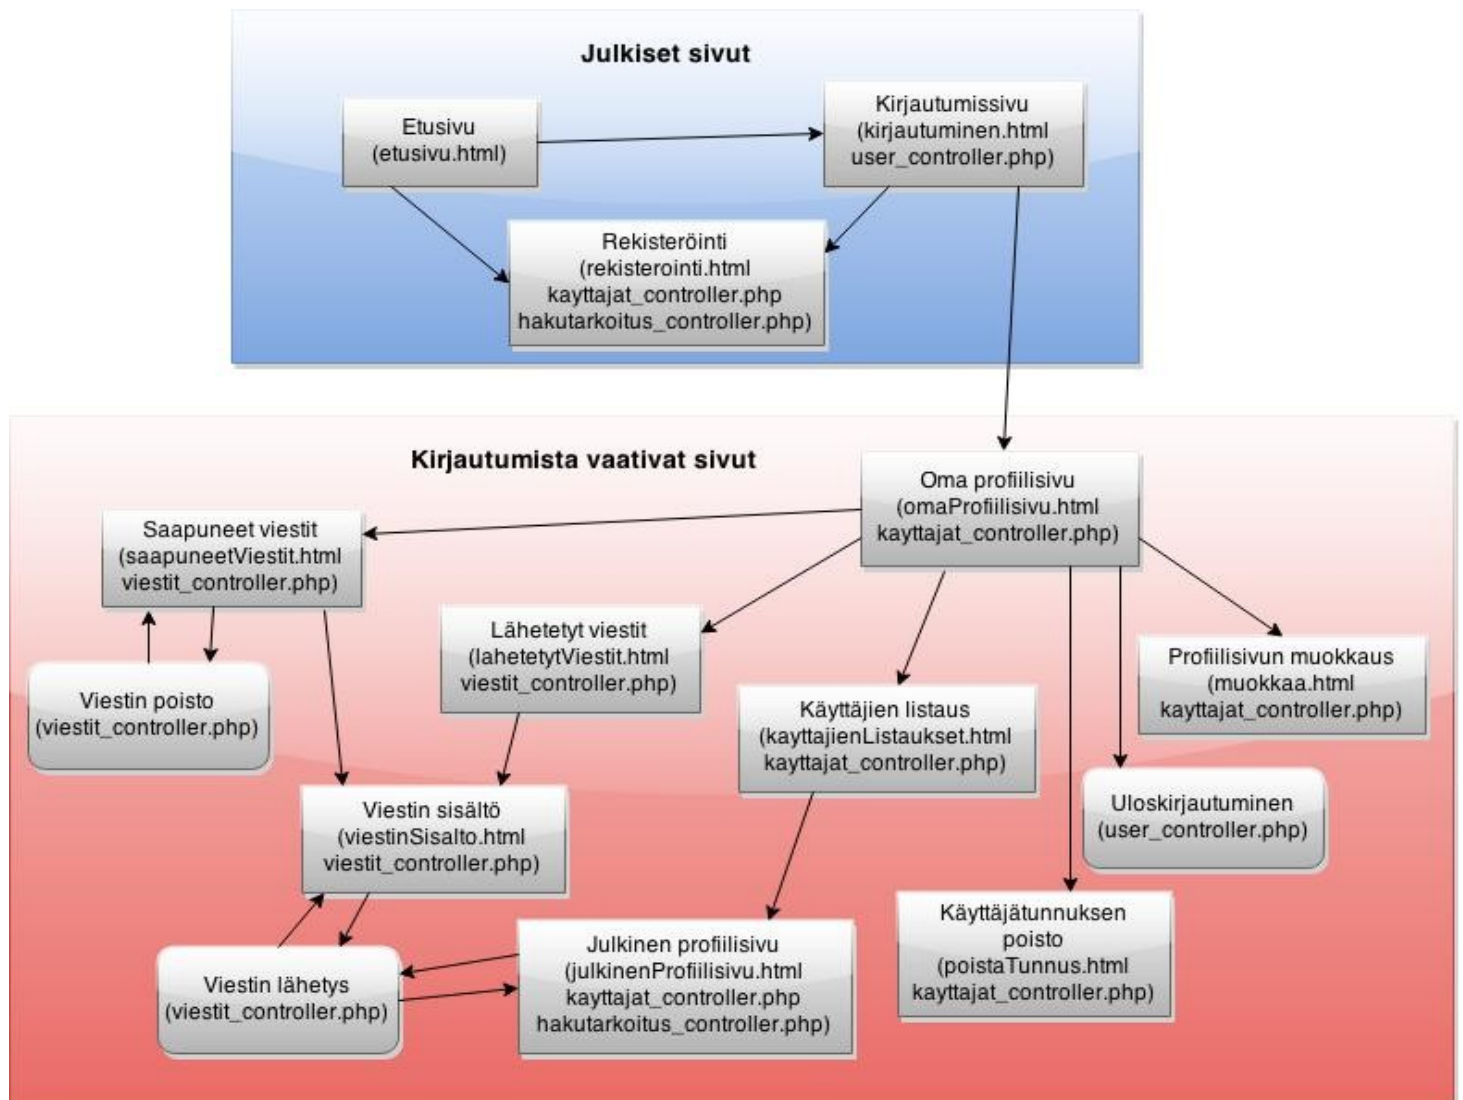 Julkiset sivut
Etusivu
(etusivu.html)
Kirjautumissivu
(kirjautuminen.html
user_controller.php)
Rekisteröinti
(rekisterointi.html
kayttajat_controller.php
hakutarkoitus_controller.php)
Kirjautumista vaativat sivut
Oma profiilisivu
(omaProfiilisivu.html
kayttajat_controller.php)
Saapuneet viestit
(saapuneetViestit.html
viestit_controller.php)
Lähetetyt viestit
(lahetetytViestit.html
viestit_controller.php)
Profiilisivun muokkaus
(muokkaa.html
kayttajat_controller.php)
Viestin poisto
(viestit_controller.php)
Käyttäjien listaus
(kayttajienListaukset.html
kayttajat_controller.php)
Uloskirjautuminen
(user_controller.php)
Viestin sisältö
(viestinSisalto.html
viestit_controller.php)
Käyttäjätunnuksen
poisto
(poistaTunnus.html
kayttajat_controller.php)
Julkinen profiilisivu
(julkinenProfiilisivu.html
kayttajat_controller.php
hakutarkoitus_controller.php)
Viestin lähetys
(viestit_controller.php)